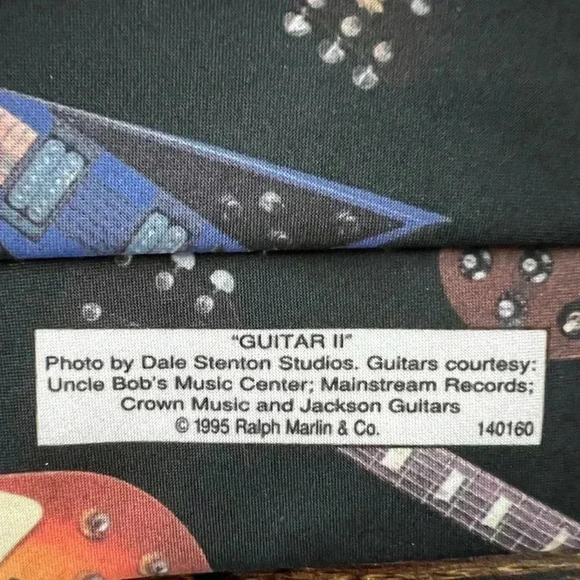 "GUITAR II"
Photo by Dale Stenton Studios. Guitars courtesy:
Uncle Bob's Music Center; Mainstream Records;
Crown Music and Jackson Guitars
© 1995 Ralph Marlin & Co. 140160